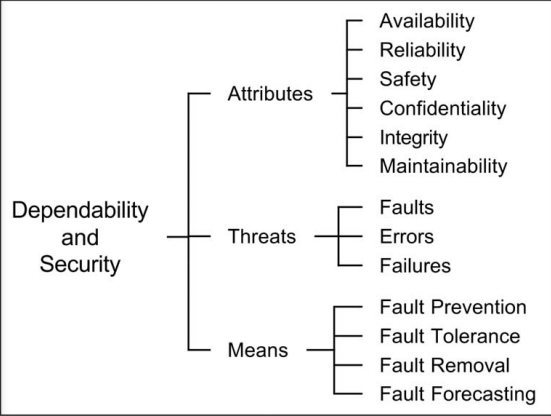 Dependability
and
Security
Attributes
Availability
Reliability
Safety
Confidentiality
Integrity
Maintainability
Threats
Faults
Errors
Failures
Means
Fault Prevention
Fault Tolerance
Fault Removal
Fault Forecasting